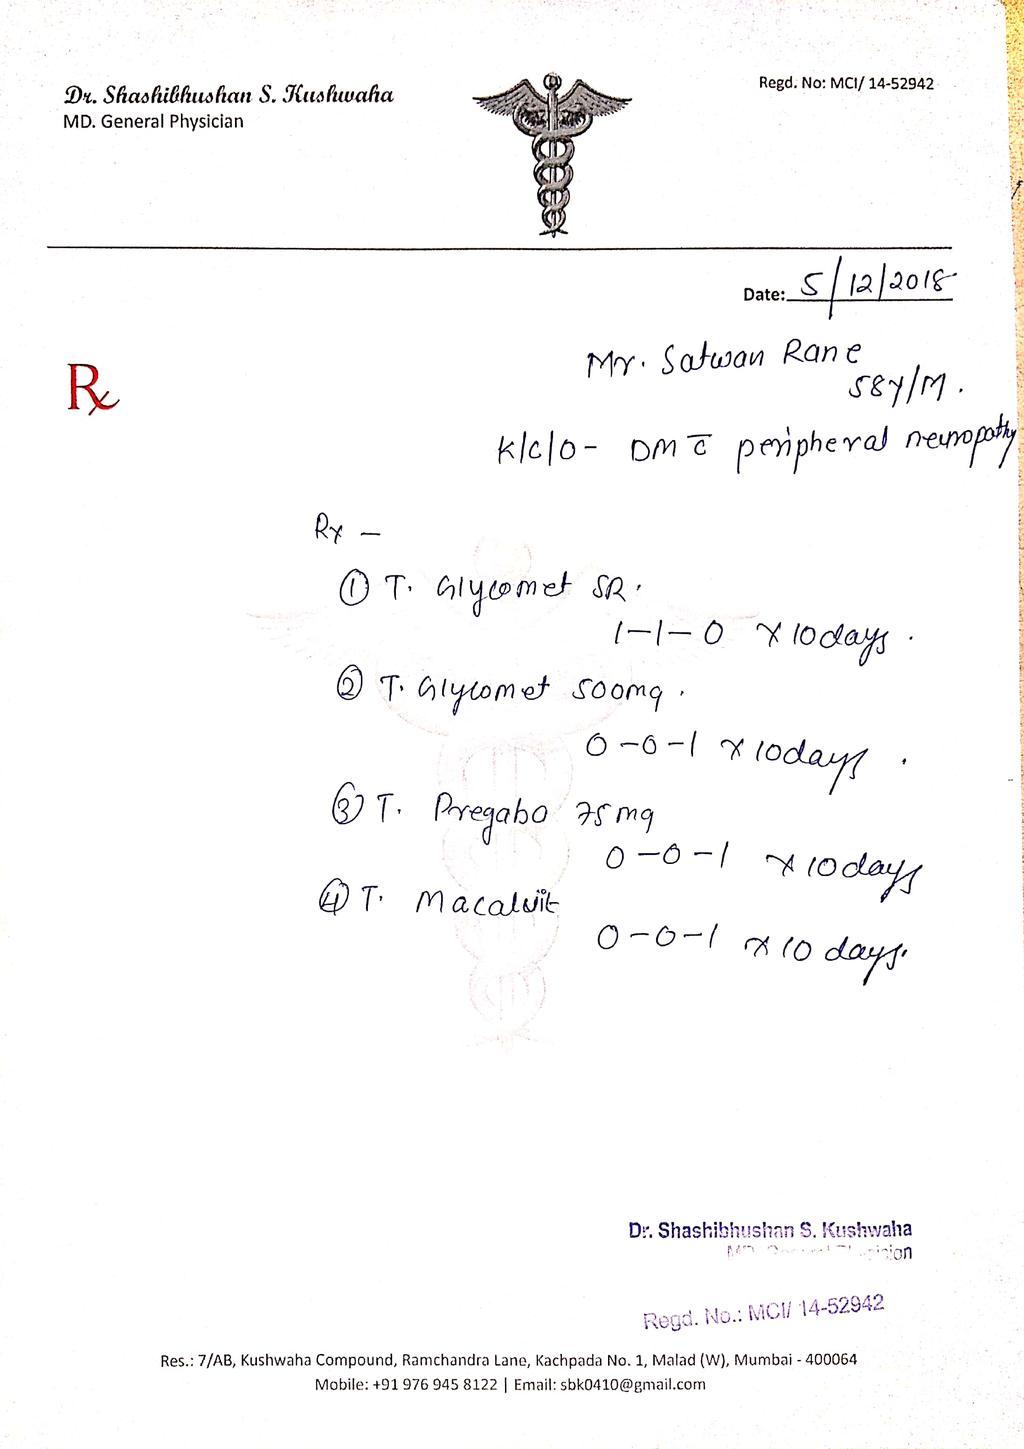 Dr. Shashibhushan S. Kushwaha
MD. General Physician
Regd. No: MCI/ 14-52942
Date: 5/12/2018
Rx
Mr. Satwan Rane
58y/M.
K/c/o - DM c̄ peripheral neuropathy
Rx -
① T. Glycomet SR.
1-1-0 x 10days.
② T. Glycomet 500mg.
0-0-1 x 10days.
③ T. Pregabo 75mg
0-0-1 x 10days
④ T. Macalvit
0-0-1 x 10 days.
Dr. Shashibhushan S. Kushwaha
Regd. No.: MCI/ 14-52942
Res.: 7/AB, Kushwaha Compound, Ramchandra Lane, Kachpada No. 1, Malad (W), Mumbai - 400064
Mobile: +91 976 945 8122 | Email: sbk0410@gmail.com